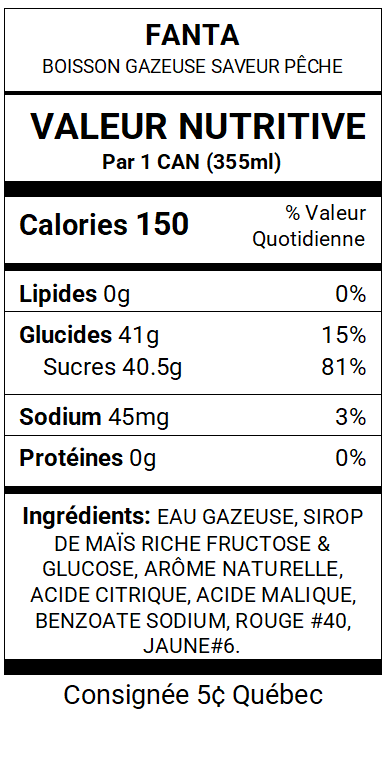 FANTA
BOISSON GAZEUSE SAVEUR PÊCHE
VALEUR NUTRITIVE
Par 1 CAN (355ml)
Calories 150
% Valeur
Quotidienne
Lipides 0g 0%
Glucides 41g 15%
Sucres 40.5g 81%
Sodium 45mg 3%
Protéines 0g 0%
Ingrédients: EAU GAZEUSE, SIROP
DE MAÏS RICHE FRUCTOSE &
GLUCOSE, ARÔME NATURELLE,
ACIDE CITRIQUE, ACIDE MALIQUE,
BENZOATE SODIUM, ROUGE #40,
JAUNE#6.
Consignée 5¢ Québec